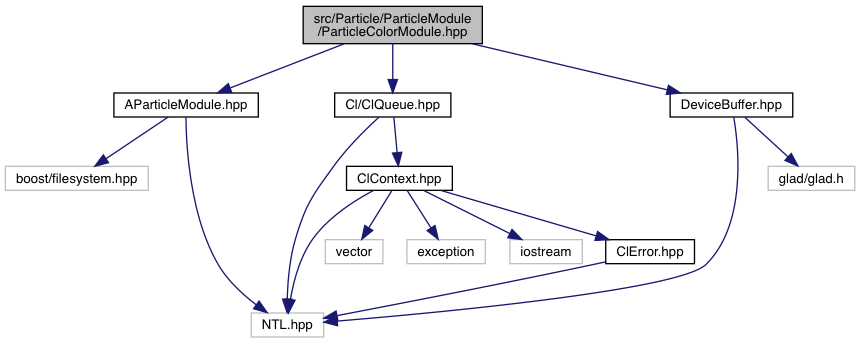 src/Particle/ParticleModule
/ParticleColorModule.hpp
AParticleModule.hpp
Cl/ClQueue.hpp
DeviceBuffer.hpp
boost/filesystem.hpp
ClContext.hpp
glad/glad.h
vector
exception
iostream
ClError.hpp
NTL.hpp